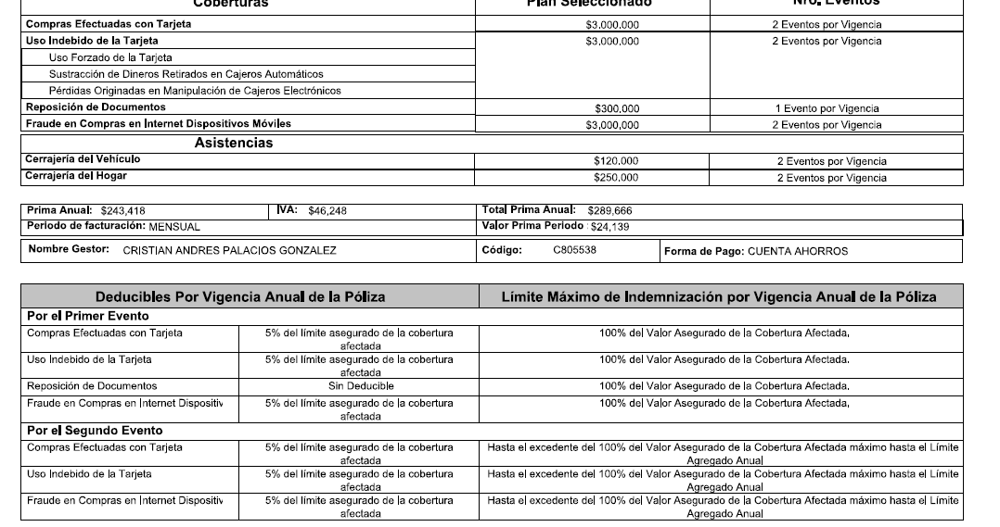 Coberturas Plan Seleccionado Nro. Eventos
Compras Efectuadas con Tarjeta $3.000.000 2 Eventos por Vigencia
Uso Indebido de la Tarjeta $3.000.000 2 Eventos por Vigencia
Uso Forzado de la Tarjeta
Sustracción de Dineros Retirados en Cajeros Automáticos
Pérdidas Originadas en Manipulación de Cajeros Electrónicos
Reposición de Documentos $300,000 1 Evento por Vigencia
Fraude en Compras en Internet Dispositivos Móviles $3,000,000 2 Eventos por Vigencia
Asistencias
Cerrajería del Vehículo $120.000 2 Eventos por Vigencia
Cerrajería del Hogar $250.000 2 Eventos por Vigencia
Prima Anual: $243,418 IVA: $46,248 Total Prima Anual: $289,666
Periodo de facturación: MENSUAL Valor Prima Periodo : $24,139
Nombre Gestor: CRISTIAN ANDRES PALACIOS GONZALEZ Código: C805538 Forma de Pago: CUENTA AHORROS
Deducibles Por Vigencia Anual de la Póliza Límite Máximo de Indemnización por Vigencia Anual de la Póliza
Por el Primer Evento
Compras Efectuadas con Tarjeta 5% del límite asegurado de la cobertura 100% del Valor Asegurado de la Cobertura Afectada.
afectada
Uso Indebido de la Tarjeta 5% del límite asegurado de la cobertura 100% del Valor Asegurado de la Cobertura Afectada.
afectada
Reposición de Documentos Sin Deducible 100% del Valor Asegurado de la Cobertura Afectada.
Fraude en Compras en Internet Dispositiv 5% del límite asegurado de la cobertura 100% del Valor Asegurado de la Cobertura Afectada.
afectada
Por el Segundo Evento
Compras Efectuadas con Tarjeta 5% del límite asegurado de la cobertura Hasta el excedente del 100% del Valor Asegurado de la Cobertura Afectada máximo hasta el Límite
afectada Agregado Anual
Uso Indebido de la Tarjeta 5% del límite asegurado de la cobertura Hasta el excedente del 100% del Valor Asegurado de la Cobertura Afectada máximo hasta el Límite
afectada Agregado Anual
Fraude en Compras en Internet Dispositiv 5% del límite asegurado de la cobertura Hasta el excedente del 100% del Valor Asegurado de la Cobertura Afectada máximo hasta el Límite
afectada Agregado Anual